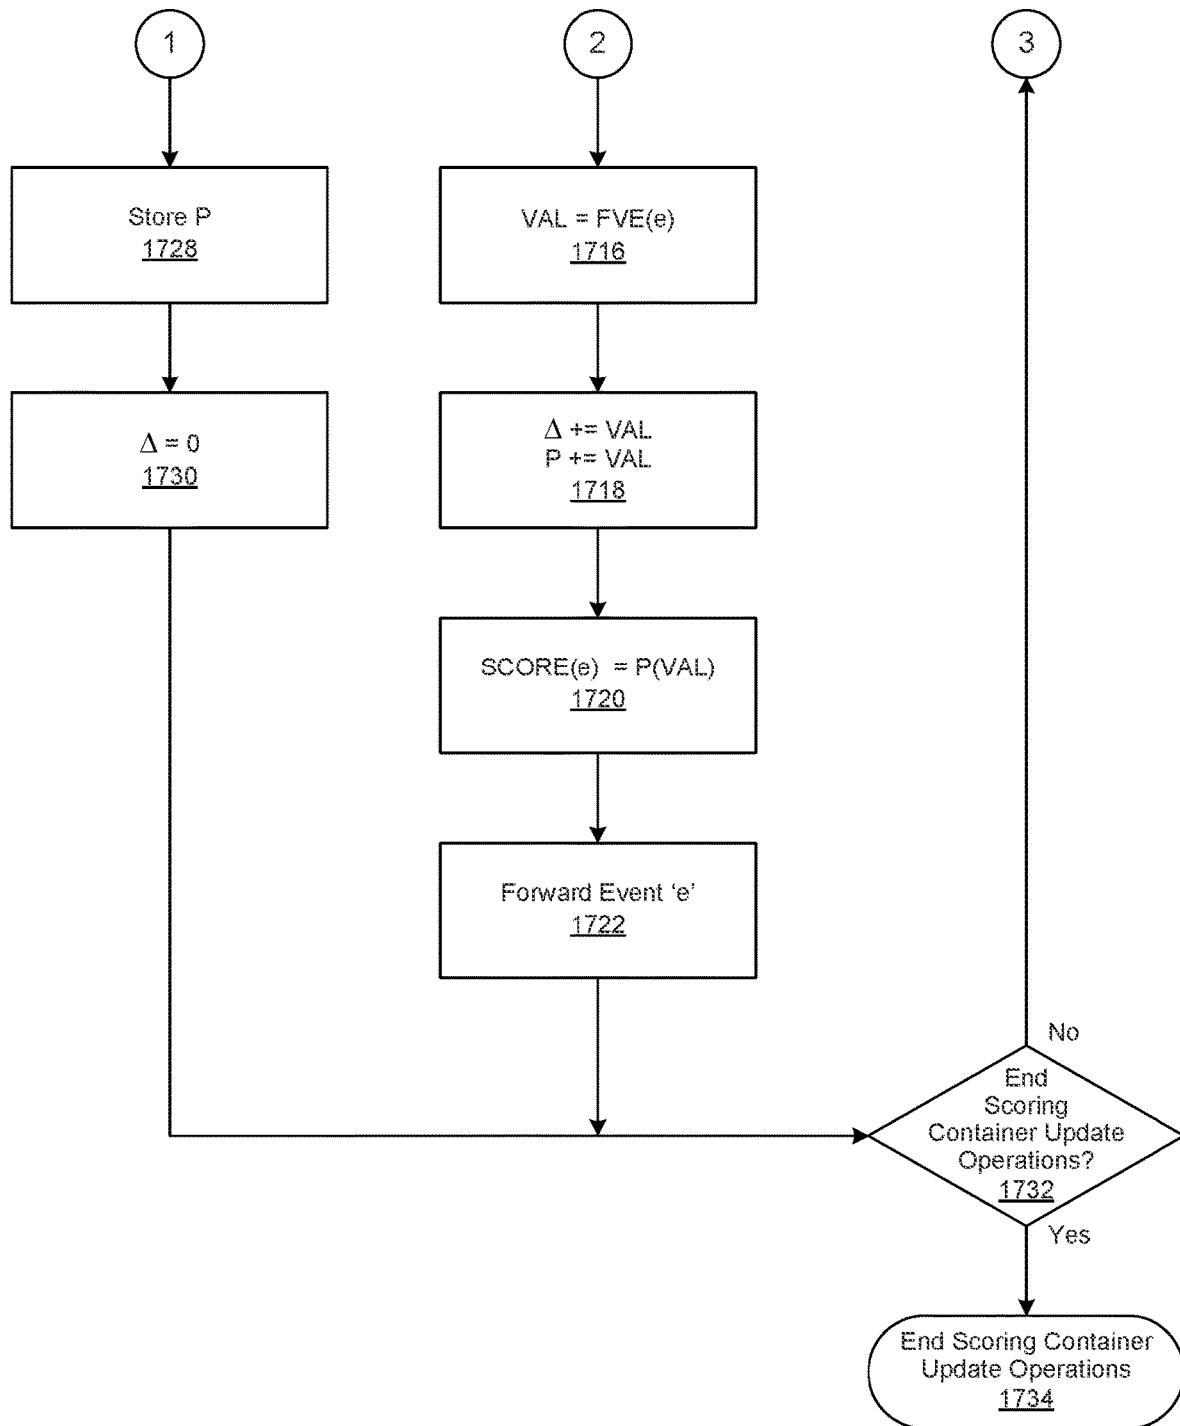 1
2
3
Store P
1728
VAL = FVE(e)
1716
Δ = 0
1730
Δ += VAL
P += VAL
1718
SCORE(e) = P(VAL)
1720
Forward Event ‘e’
1722
No
End
Scoring
Container Update
Operations?
1732
Yes
End Scoring Container
Update Operations
1734